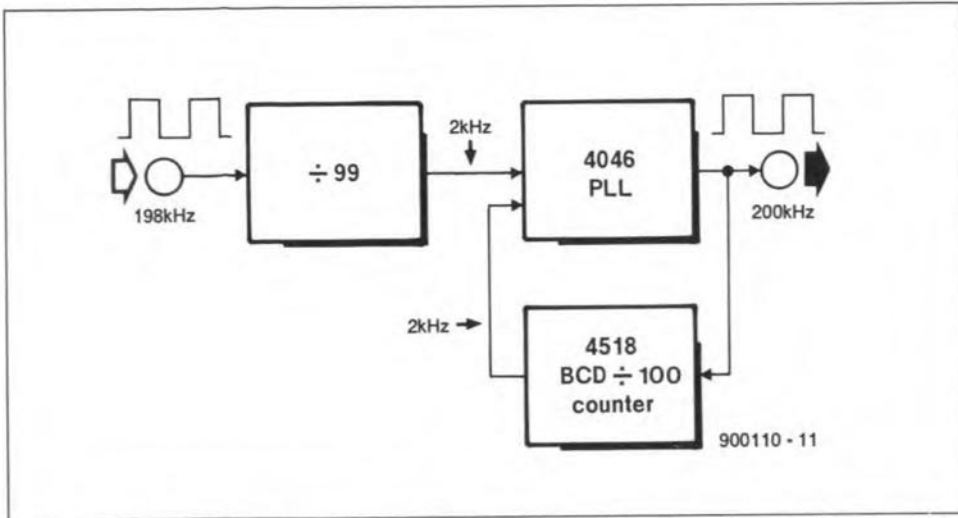 198kHz
÷ 99
2kHz
4046
PLL
200kHz
2kHz
4518
BCD ÷ 100
counter
900110 - 11